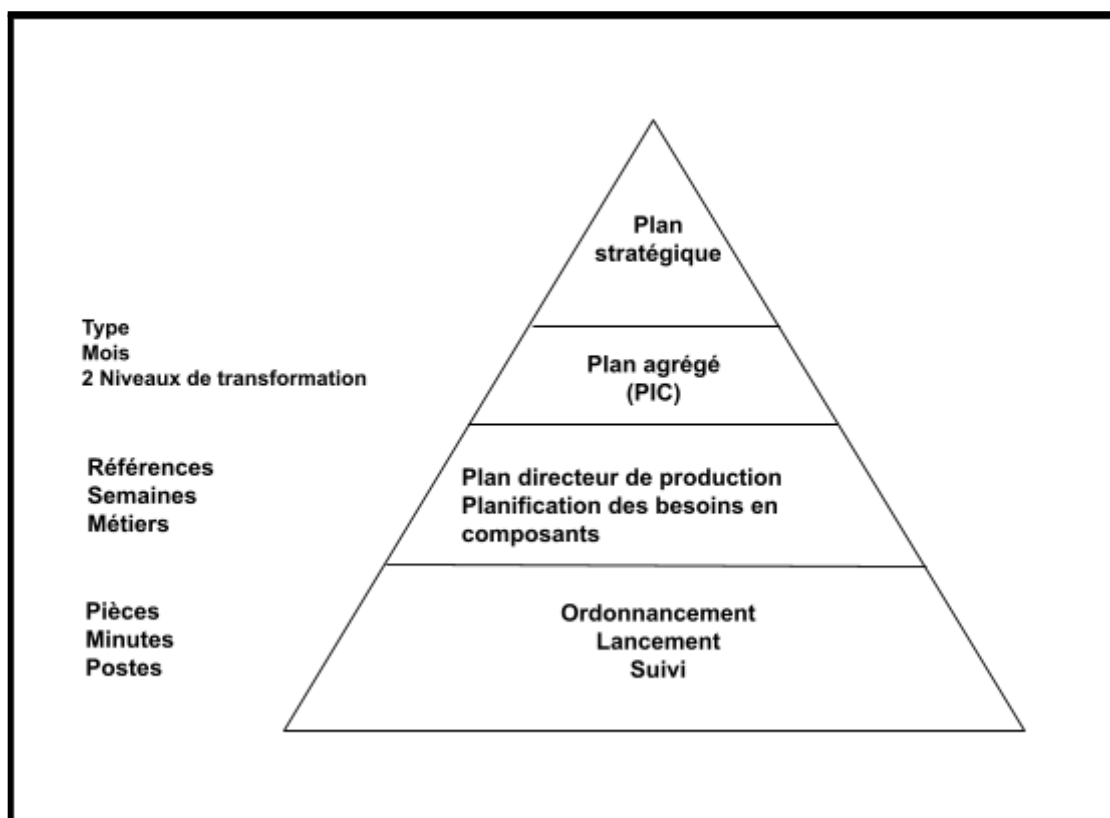 Plan
stratégique
Type
Mois
2 Niveaux de transformation
Plan agrégé
(PIC)
Références
Semaines
Métiers
Plan directeur de production
Planification des besoins en
composants
Pièces
Minutes
Postes
Ordonnancement
Lancement
Suivi